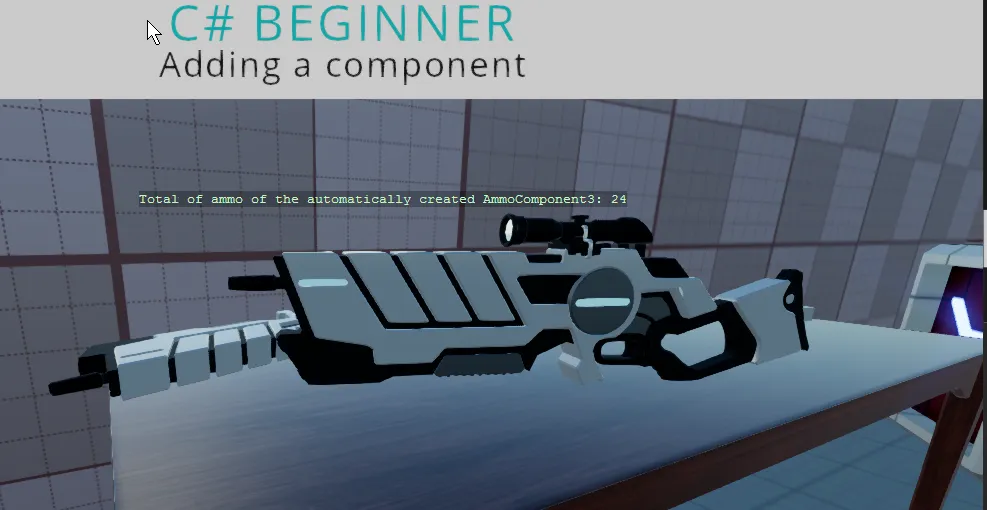 C# BEGINNER
Adding a component
Total of ammo of the automatically created AmmoComponent3: 24